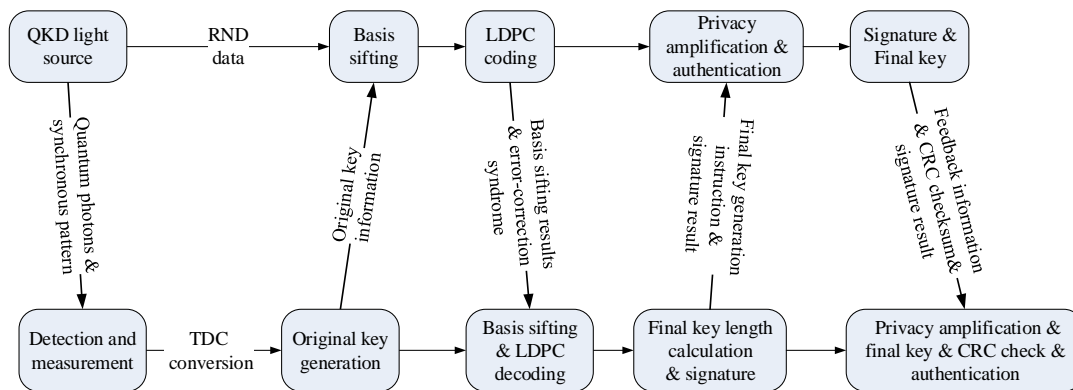 QKD light
source
RND
data
Basis
sifting
LDPC
coding
Privacy
amplification &
authentication
Signature &
Final key
Quantum photons &
synchronous pattern
Original key
information
Basis sifting results
& error-correction
syndrome
Final key generation
instruction &
signature result
Feedback information
& CRC checksum&
signature result
Detection and
measurement
TDC
conversion
Original key
generation
Basis sifting
& LDPC
decoding
Final key length
calculation
& signature
Privacy amplification &
final key & CRC check &
authentication